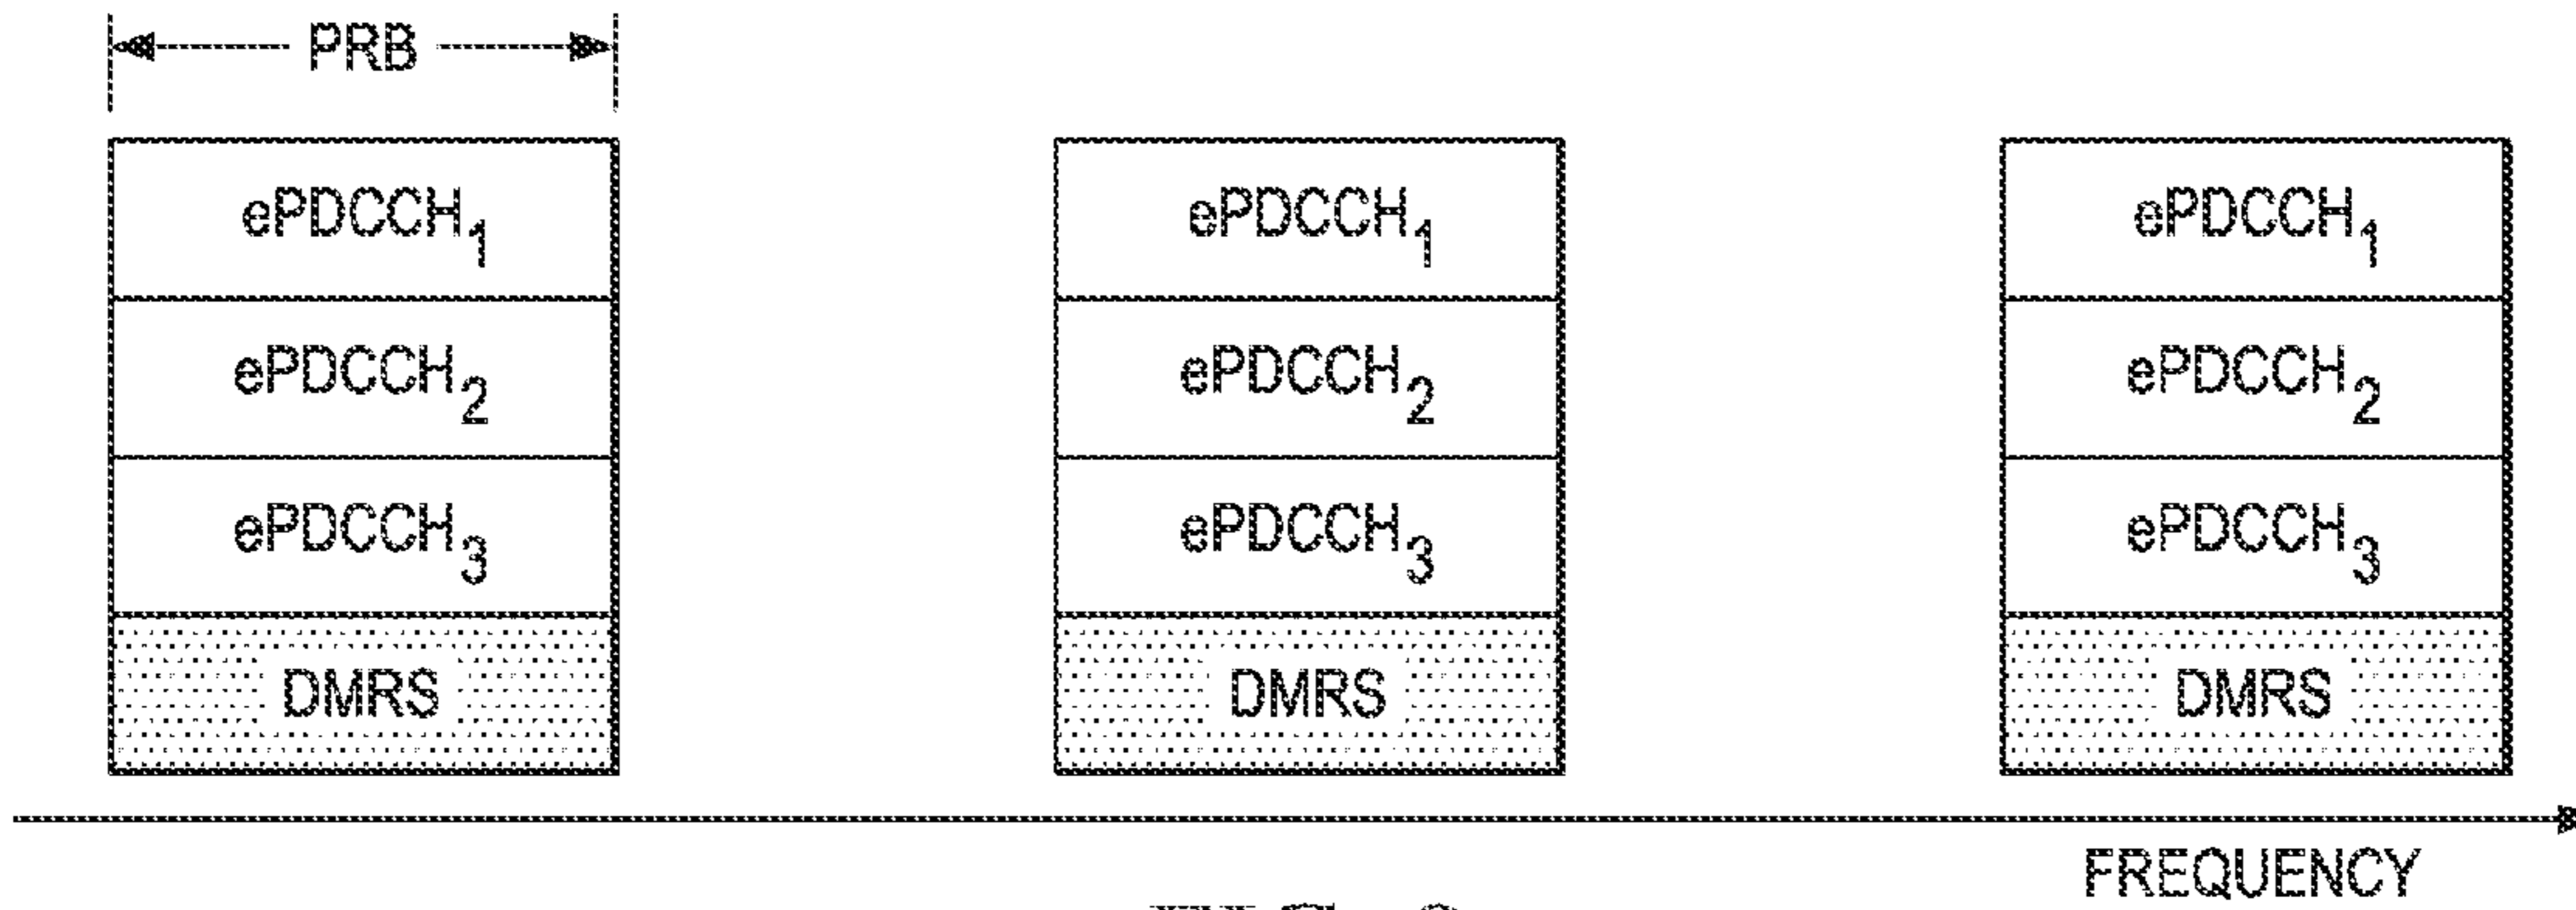 PRB
ePDCCH₁ ePDCCH₁ ePDCCH₁
ePDCCH₂ ePDCCH₂ ePDCCH₂
ePDCCH₃ ePDCCH₃ ePDCCH₃
DMRS DMRS DMRS
FREQUENCY